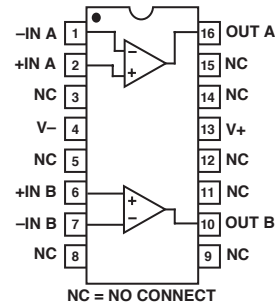 –IN A 1 16 OUT A
+IN A 2 15 NC
NC 3 14 NC
V– 4 13 V+
NC 5 12 NC
+IN B 6 11 NC
–IN B 7 10 OUT B
NC 8 9 NC
–
+
+
–
NC = NO CONNECT